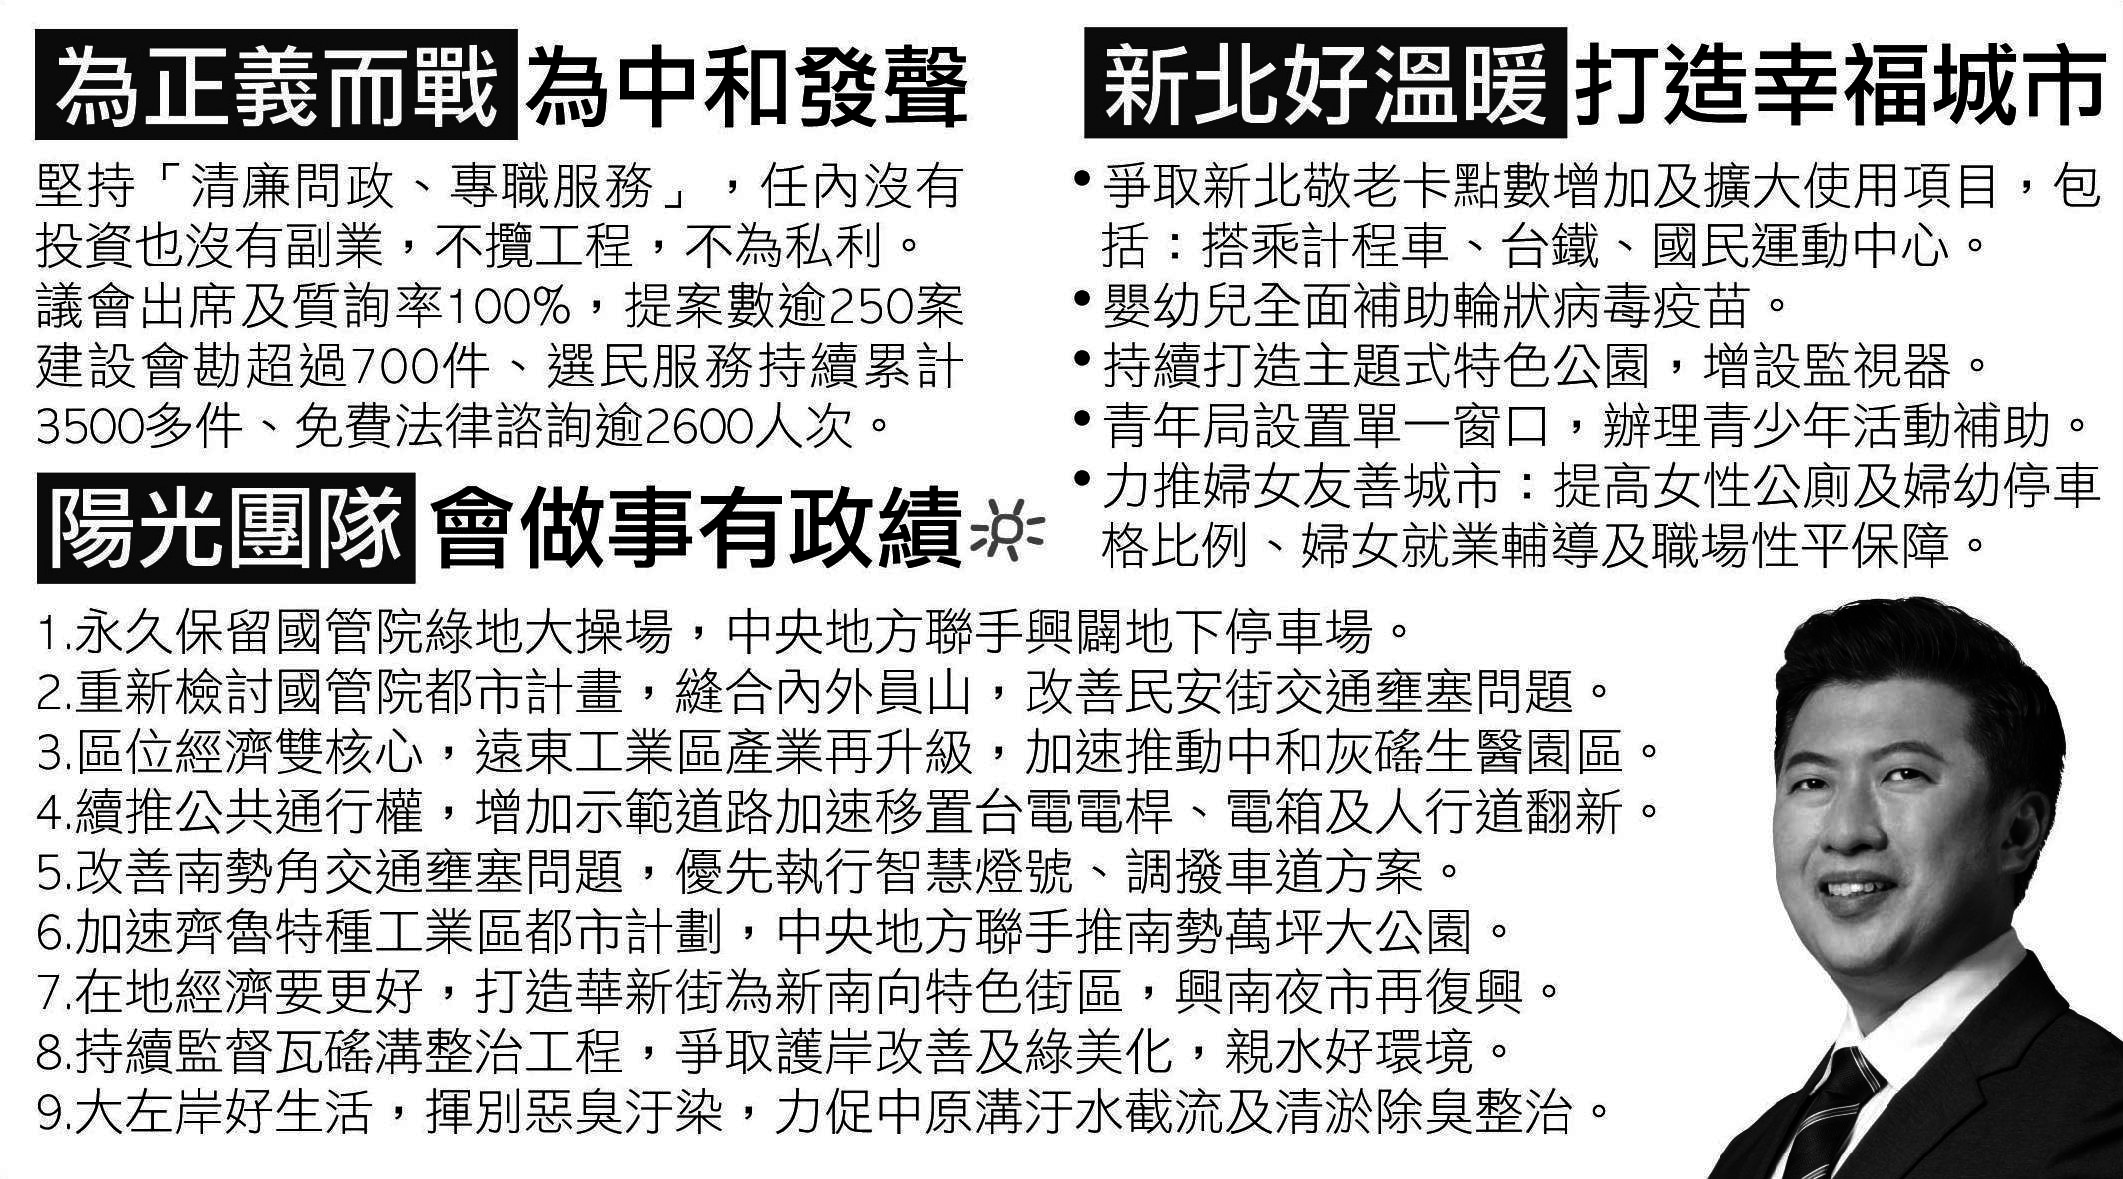 為正義而戰 為中和發聲
堅持「清廉問政、專職服務」，任內沒有
投資也沒有副業，不攬工程，不為私利。
議會出席及質詢率100%，提案數逾250案
建設會勘超過700件、選民服務持續累計
3500多件、免費法律諮詢逾2600人次。
陽光團隊 會做事有政績
新北好溫暖 打造幸福城市
•爭取新北敬老卡點數增加及擴大使用項目，包
括：搭乘計程車、台鐵、國民運動中心。
•嬰幼兒全面補助輪狀病毒疫苗。
•持續打造主題式特色公園，增設監視器。
•青年局設置單一窗口，辦理青少年活動補助。
•力推婦女友善城市：提高女性公廁及婦幼停車
格比例、婦女就業輔導及職場性平保障。
1.永久保留國管院綠地大操場，中央地方聯手興闢地下停車場。
2.重新檢討國管院都市計畫，縫合內外員山，改善民安街交通壅塞問題。
3.區位經濟雙核心，遠東工業區產業再升級，加速推動中和灰磘生醫園區。
4.續推公共通行權，增加示範道路加速移置台電電桿、電箱及人行道翻新。
5.改善南勢角交通壅塞問題，優先執行智慧燈號、調撥車道方案。
6.加速齊魯特種工業區都市計劃，中央地方聯手推南勢萬坪大公園。
7.在地經濟要更好，打造華新街為新南向特色街區，興南夜市再復興。
8.持續監督瓦磘溝整治工程，爭取護岸改善及綠美化，親水好環境。
9.大左岸好生活，揮別惡臭汙染，力促中原溝汙水截流及清淤除臭整治。